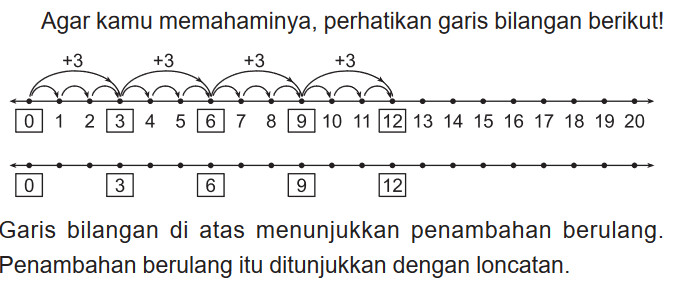 Agar kamu memahaminya, perhatikan garis bilangan berikut!
+3 +3 +3 +3
0 1 2 3 4 5 6 7 8 9 10 11 12 13 14 15 16 17 18 19 20
0 3 6 9 12
Garis bilangan di atas menunjukkan penambahan berulang.
Penambahan berulang itu ditunjukkan dengan loncatan.